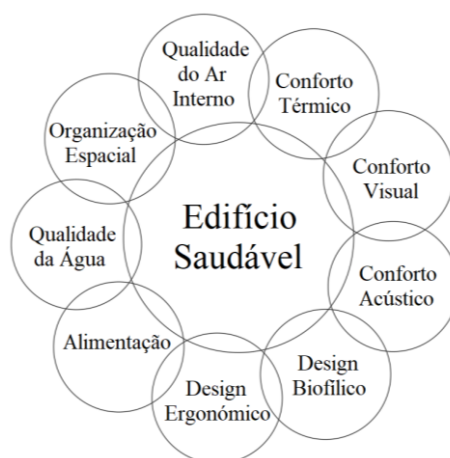 Qualidade
do Ar
Interno
Conforto
Térmico
Conforto
Visual
Conforto
Acústico
Design
Biofílico
Design
Ergonómico
Alimentação
Qualidade
da Água
Organização
Espacial
Edifício
Saudável